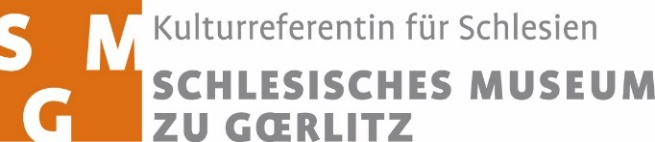 S M
G
Kulturreferentin für Schlesien
SCHLESISCHES MUSEUM
ZU GŒRLITZ